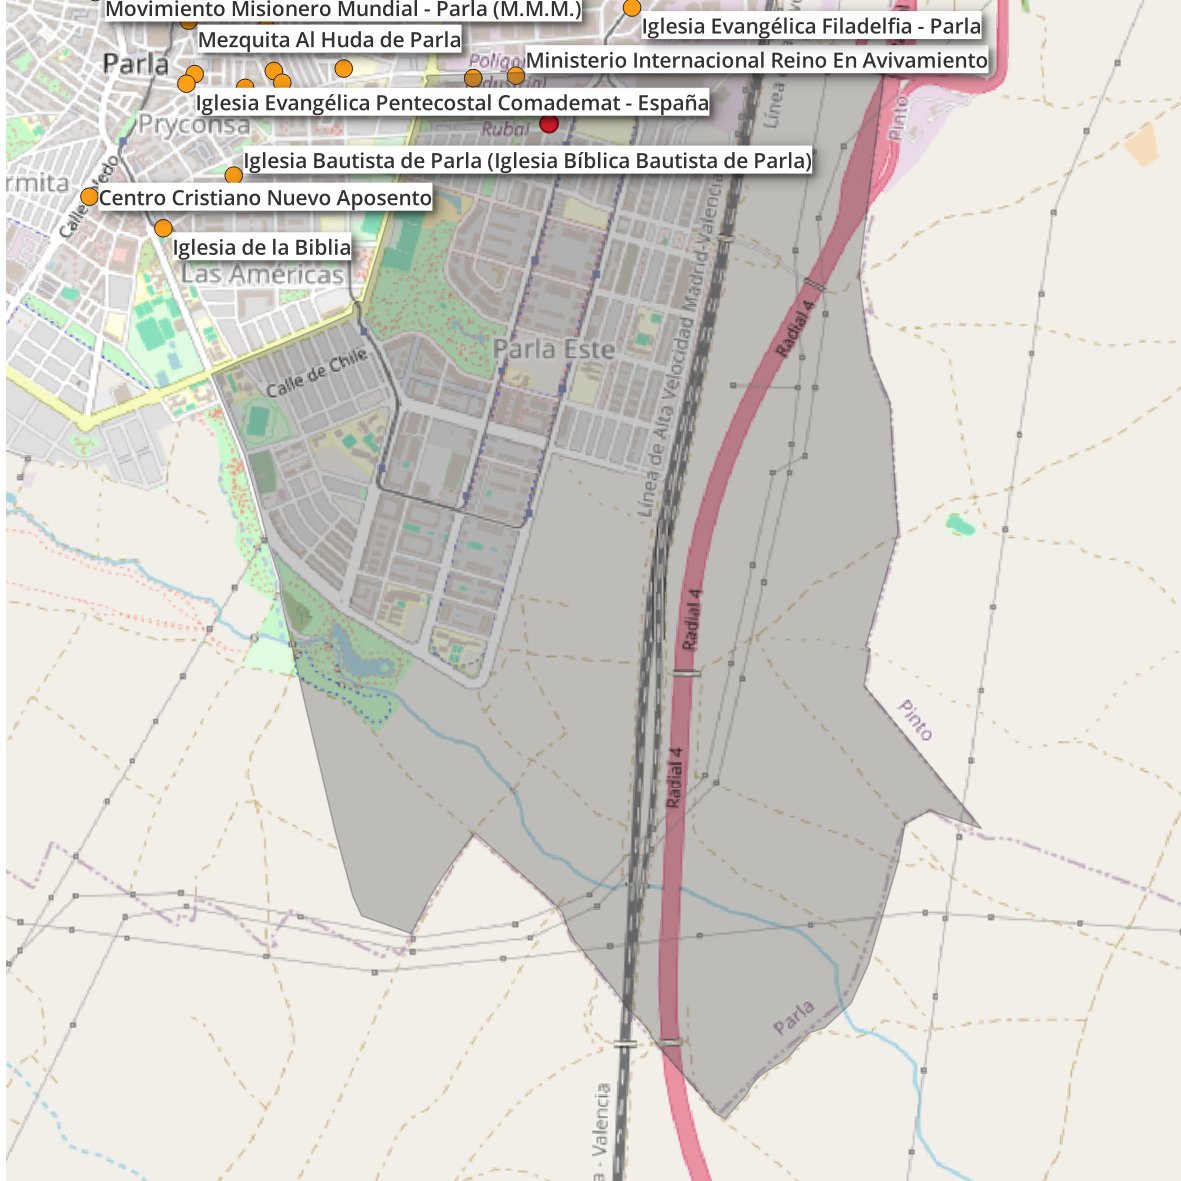 Movimiento Misionero Mundial - Parla (M.M.M.)
Iglesia Evangélica Filadelfia - Parla
Mezquita Al Huda de Parla
Parla
Ministerio Internacional Reino En Avivamiento
Iglesia Evangélica Pentecostal Comademat - España
Pryconsa
Rubal
Pinto
Línea
Iglesia Bautista de Parla (Iglesia Bíblica Bautista de Parla)
rmita
Centro Cristiano Nuevo Aposento
Iglesia de la Biblia
Las Américas
Línea de Alta Velocidad Madrid-Valencia
Radial 4
Parla Este
Calle de Chile
Radial 4
Pinto
Radial 4
Parla
a - Valencia